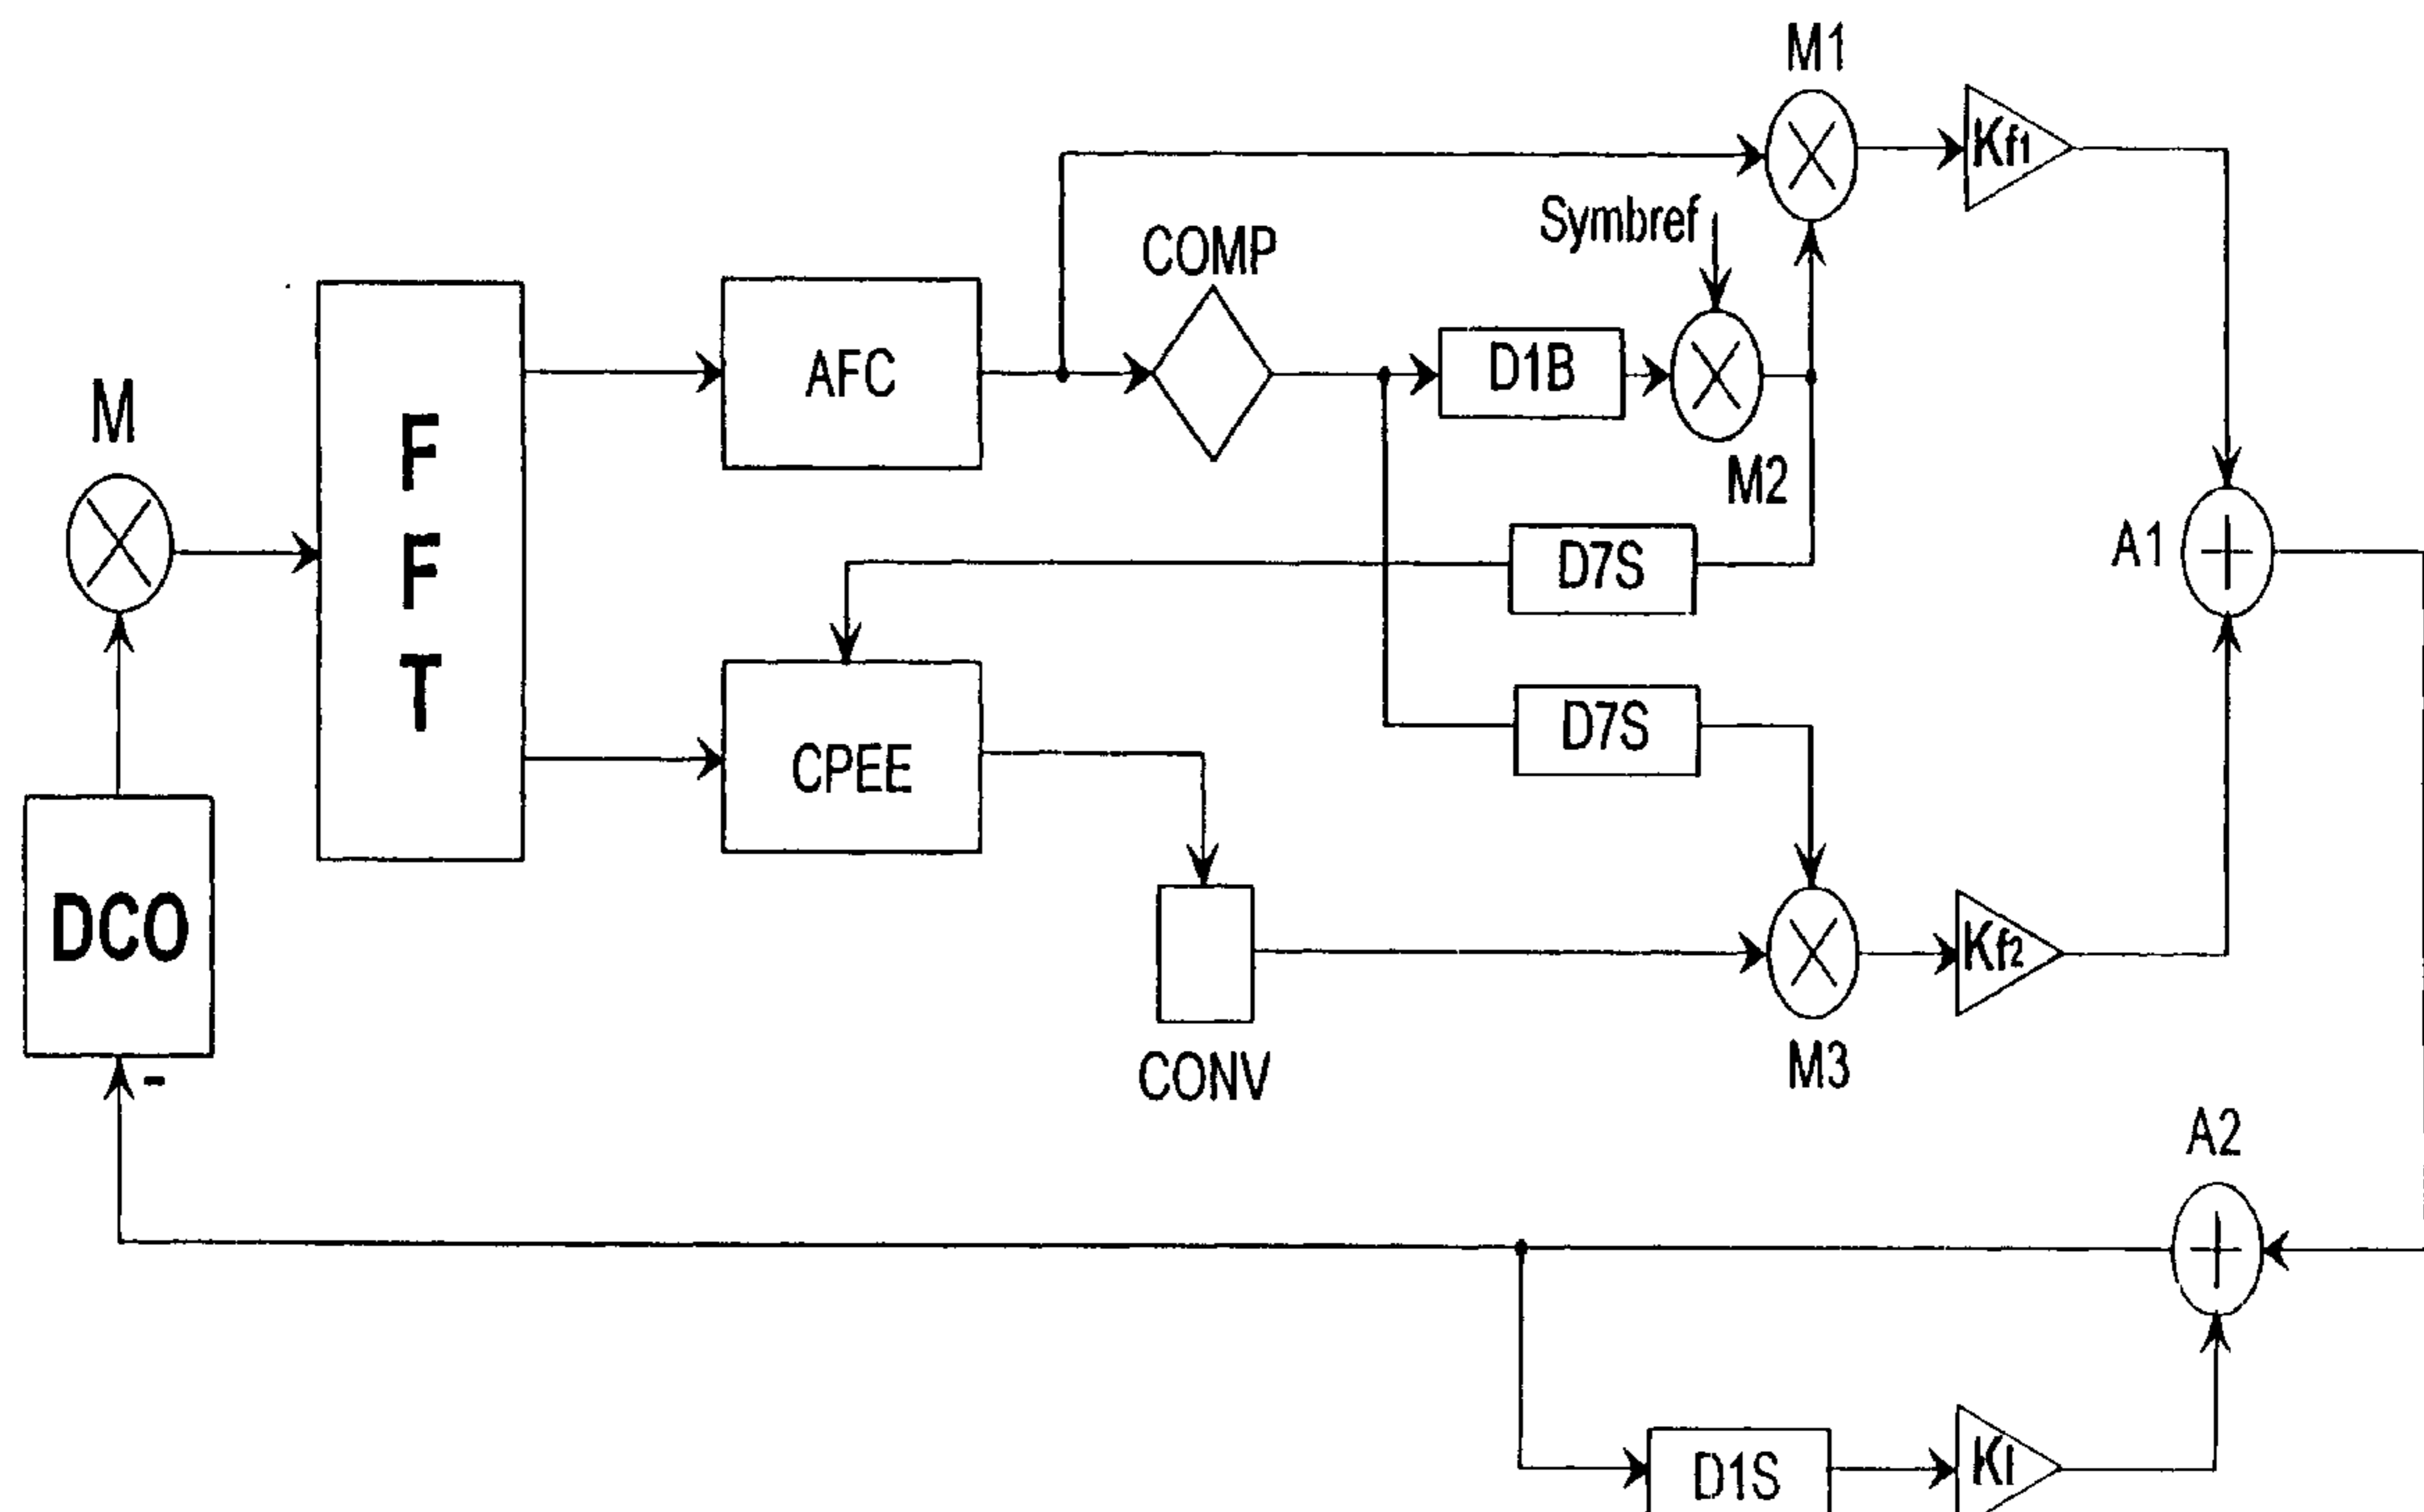 M1
Kf1
Symbref
COMP
AFC
D1B
M
F
F
T
M2
D7S
A1
D7S
CPEE
DCO
Kf2
CONV
M3
-
A2
D1S
KI